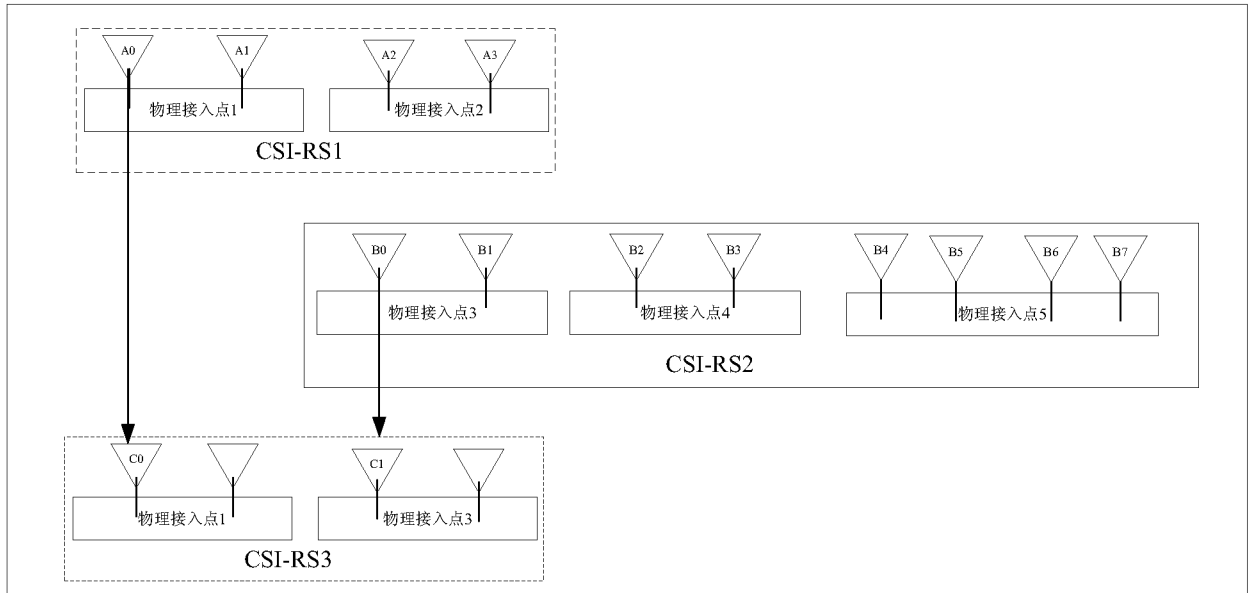 A0 A1 A2 A3
物理接入点1 物理接入点2
CSI-RS1
B0 B1 B2 B3 B4 B5 B6 B7
物理接入点3 物理接入点4 物理接入点5
CSI-RS2
C0 C1
物理接入点1 物理接入点3
CSI-RS3